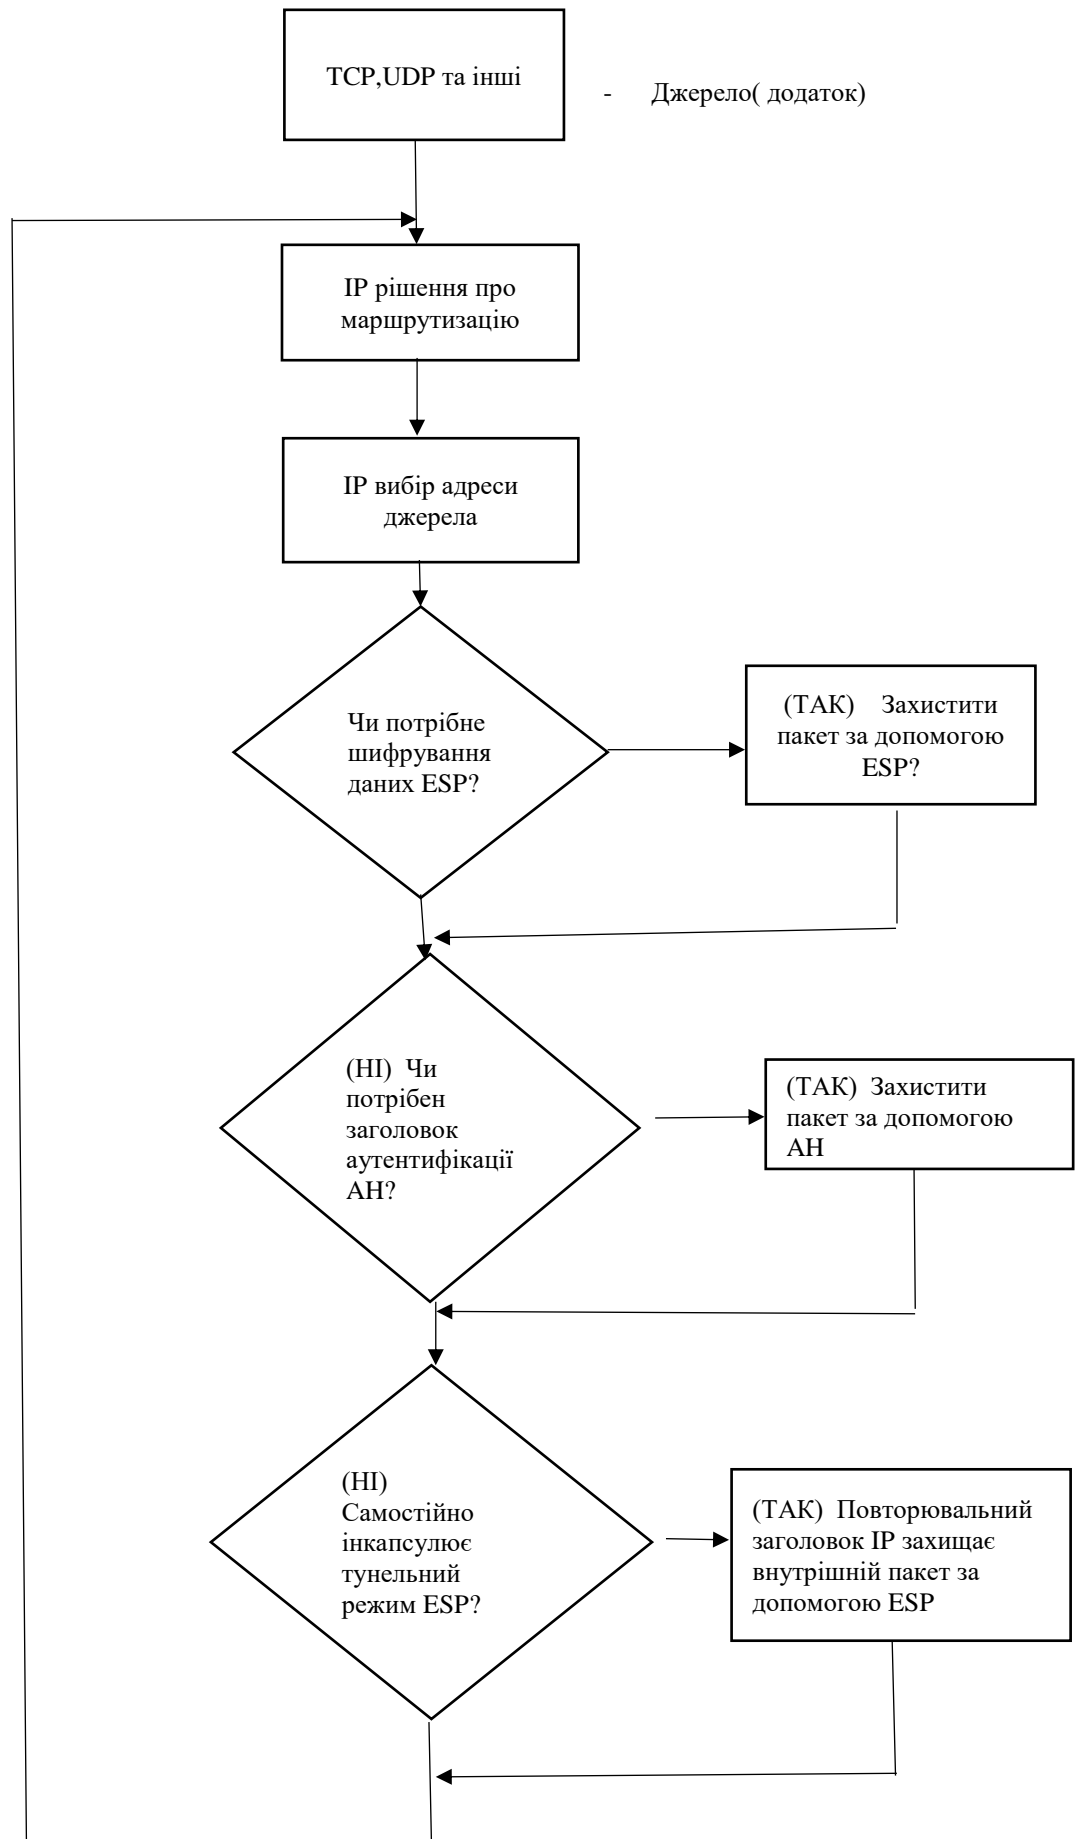 TCP,UDP та інші
- Джерело( додаток)
IP рішення про
маршрутизацію
IP вибір адреси
джерела
Чи потрібне
шифрування
даних ESP?
(ТАК) Захистити
пакет за допомогою
ESP?
(НІ) Чи
потрібен
заголовок
аутентифікації
AH?
(ТАК) Захистити
пакет за допомогою
AH
(НІ)
Самостійно
інкапсулює
тунельний
режим ESP?
(ТАК) Повторювальний
заголовок IP захищає
внутрішній пакет за
допомогою ESP